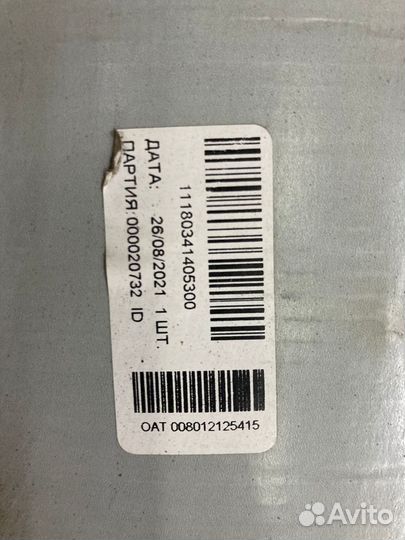 11180341405300
ДАТА: 26/08/2021 1 ШТ.
ПАРТИЯ:000020732 ID
OAT 008012125415
Avito